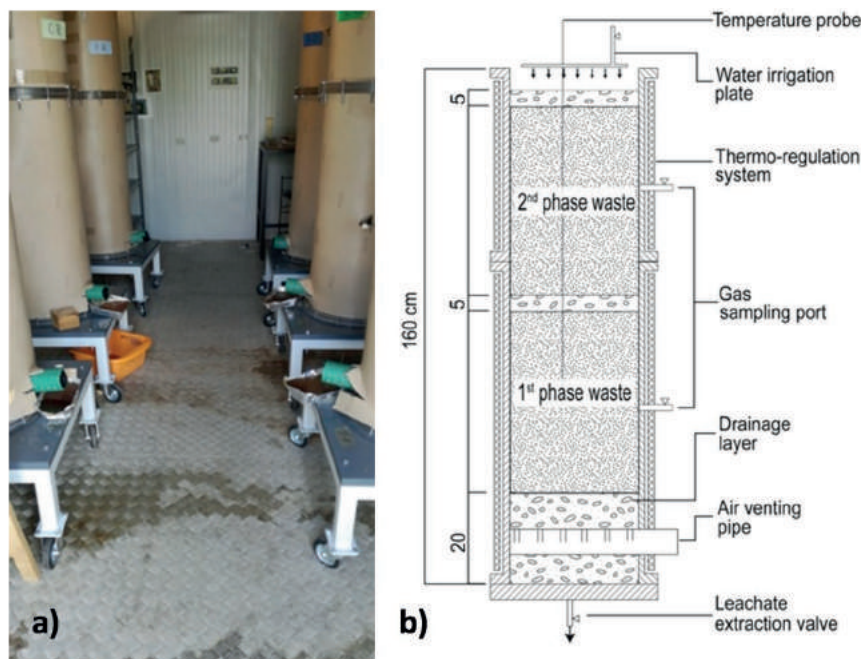 a)
b)
Temperature probe
Water irrigation
plate
Thermo-regulation
system
Gas
sampling port
Drainage
layer
Air venting
pipe
Leachate
extraction valve
160 cm
5
5
20
2nd phase waste
1st phase waste